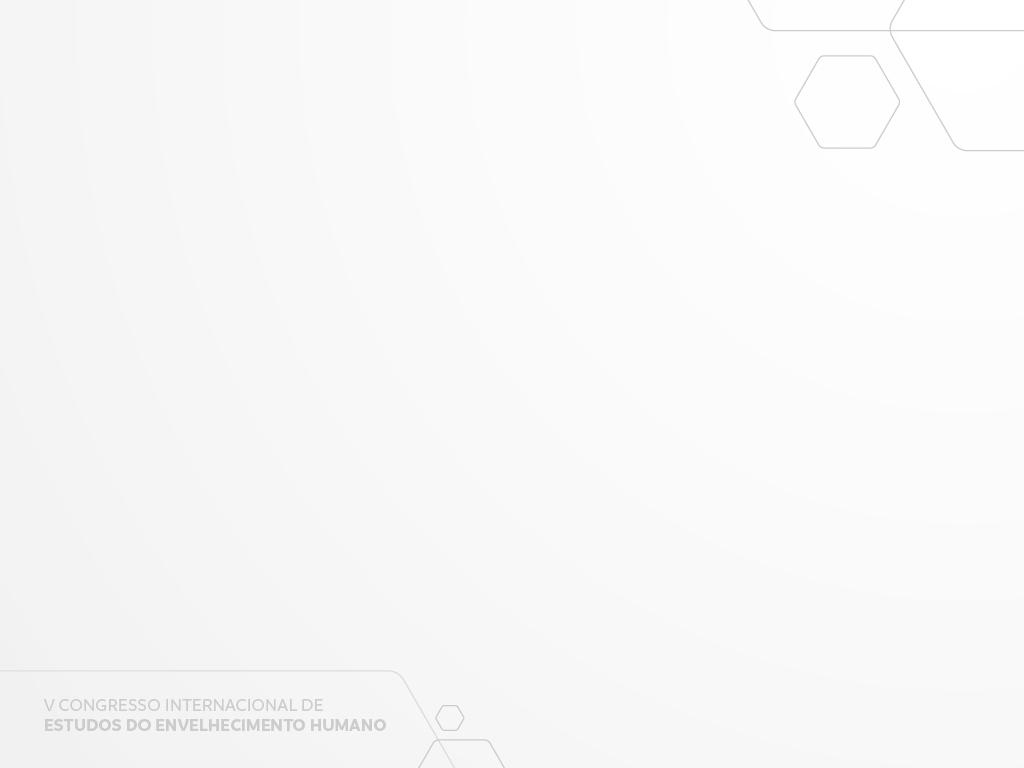 V CONGRESSO INTERNACIONAL DE
ESTUDOS DO ENVELHECIMENTO HUMANO